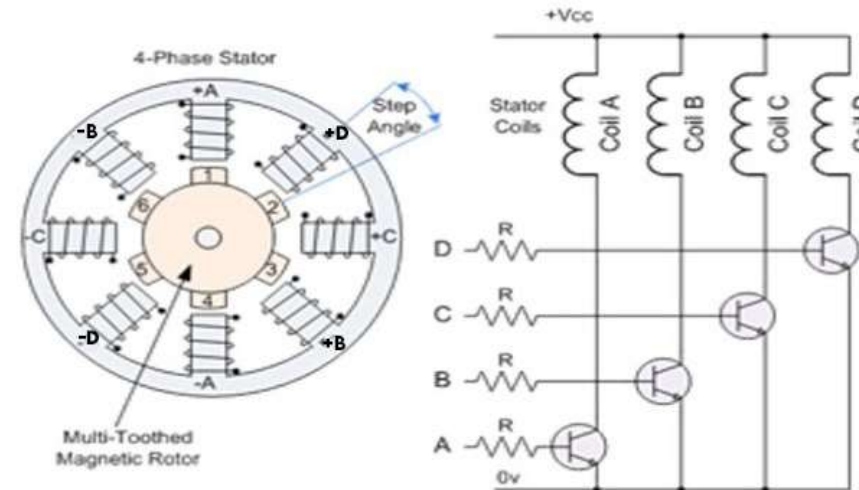 4-Phase Stator
+A
-B
+D
Step
Angle
1
6
2
-C
+C
5
3
4
-D
+B
-A
Multi-Toothed
Magnetic Rotor
+Vcc
Stator
Coils
Coil A
Coil B
Coil C
Coil
R
D
R
C
R
B
R
A
0v